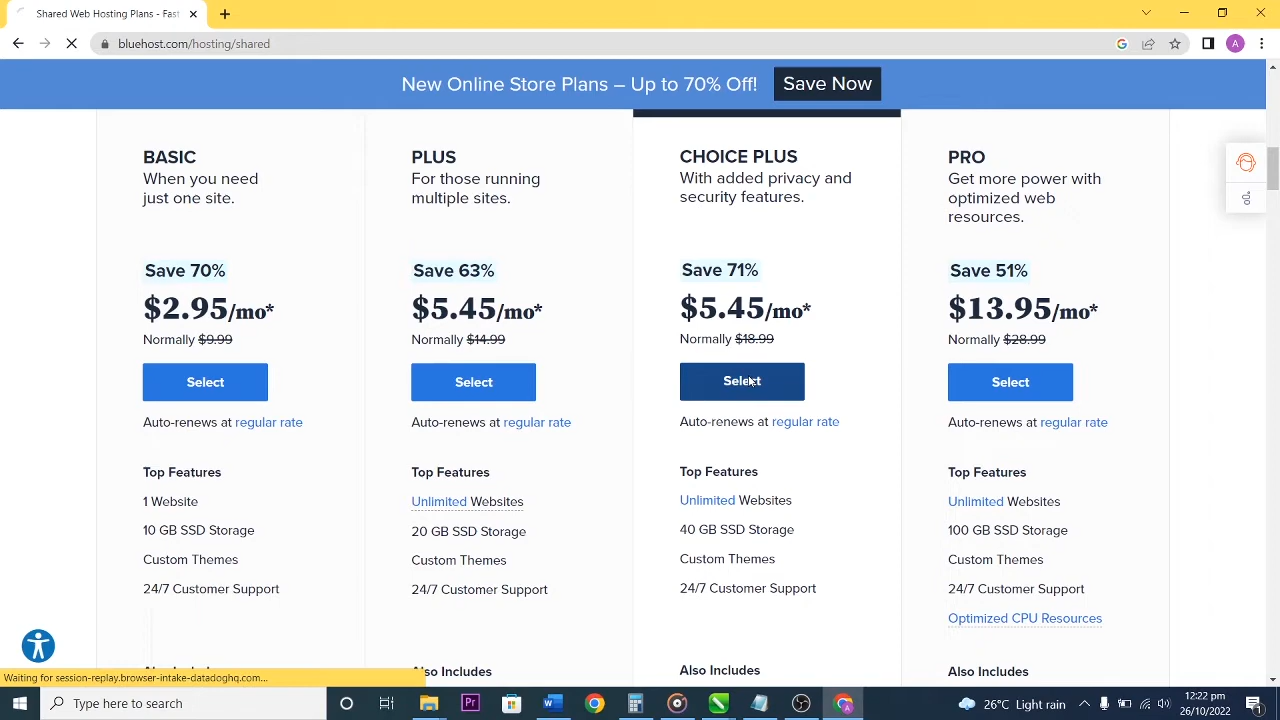 Shared Web Hosting Plans - Fast
bluehost.com/hosting/shared
A
New Online Store Plans – Up to 70% Off!
Save Now
BASIC
When you need
just one site.
Save 70%
$2.95/mo*
Normally $9.99
Select
Auto-renews at regular rate
Top Features
1 Website
10 GB SSD Storage
Custom Themes
24/7 Customer Support
PLUS
For those running
multiple sites.
Save 63%
$5.45/mo*
Normally $14.99
Select
Auto-renews at regular rate
Top Features
Unlimited Websites
20 GB SSD Storage
Custom Themes
24/7 Customer Support
Also Includes
CHOICE PLUS
With added privacy and
security features.
Save 71%
$5.45/mo*
Normally $18.99
Select
Auto-renews at regular rate
Top Features
Unlimited Websites
40 GB SSD Storage
Custom Themes
24/7 Customer Support
Also Includes
PRO
Get more power with
optimized web
resources.
Save 51%
$13.95/mo*
Normally $28.99
Select
Auto-renews at regular rate
Top Features
Unlimited Websites
100 GB SSD Storage
Custom Themes
24/7 Customer Support
Optimized CPU Resources
Also Includes
Waiting for session-replay.browser-intake-datadoghq.com...
Type here to search
Pr
26°C Light rain
12:22 pm
26/10/2022